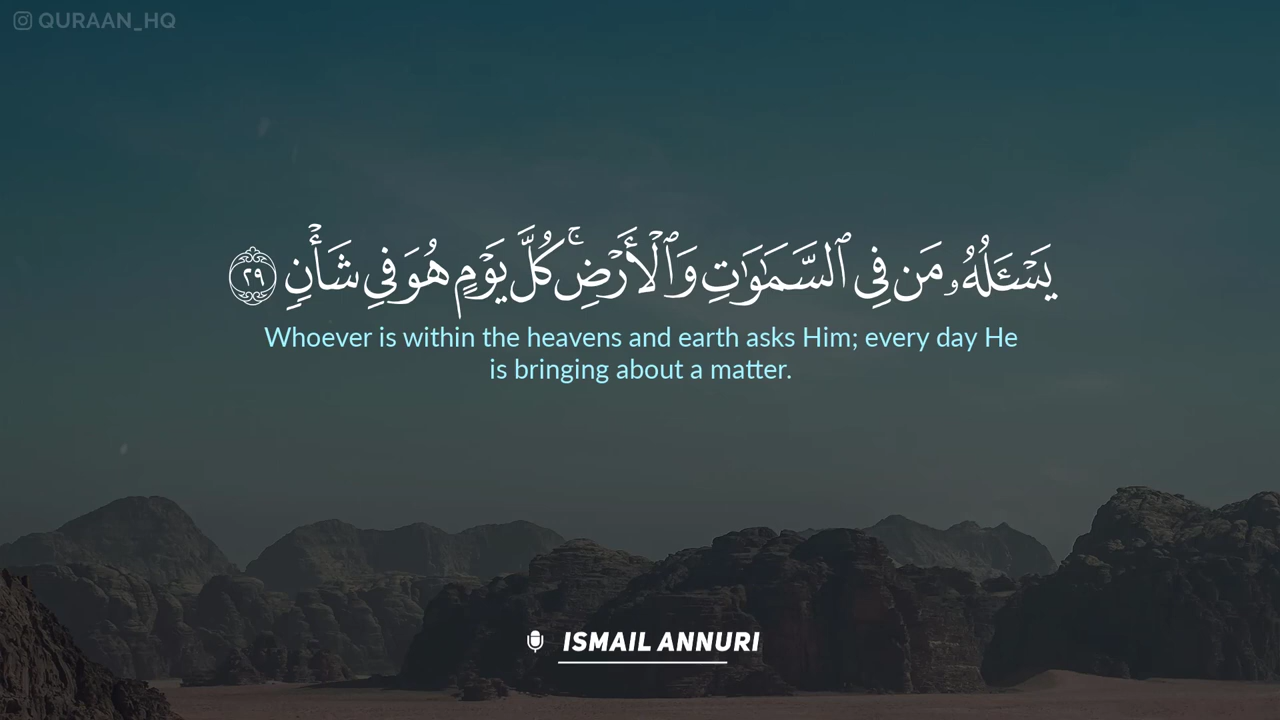 QURAAN_HQ
يَسْـَٔلُهُۥ مَن فِى ٱلسَّمَـٰوَٰتِ وَٱلْأَرْضِ ۚ كُلَّ يَوْمٍ هُوَ فِى شَأْنٍ ٢٩
Whoever is within the heavens and earth asks Him; every day He
is bringing about a matter.
ISMAIL ANNURI